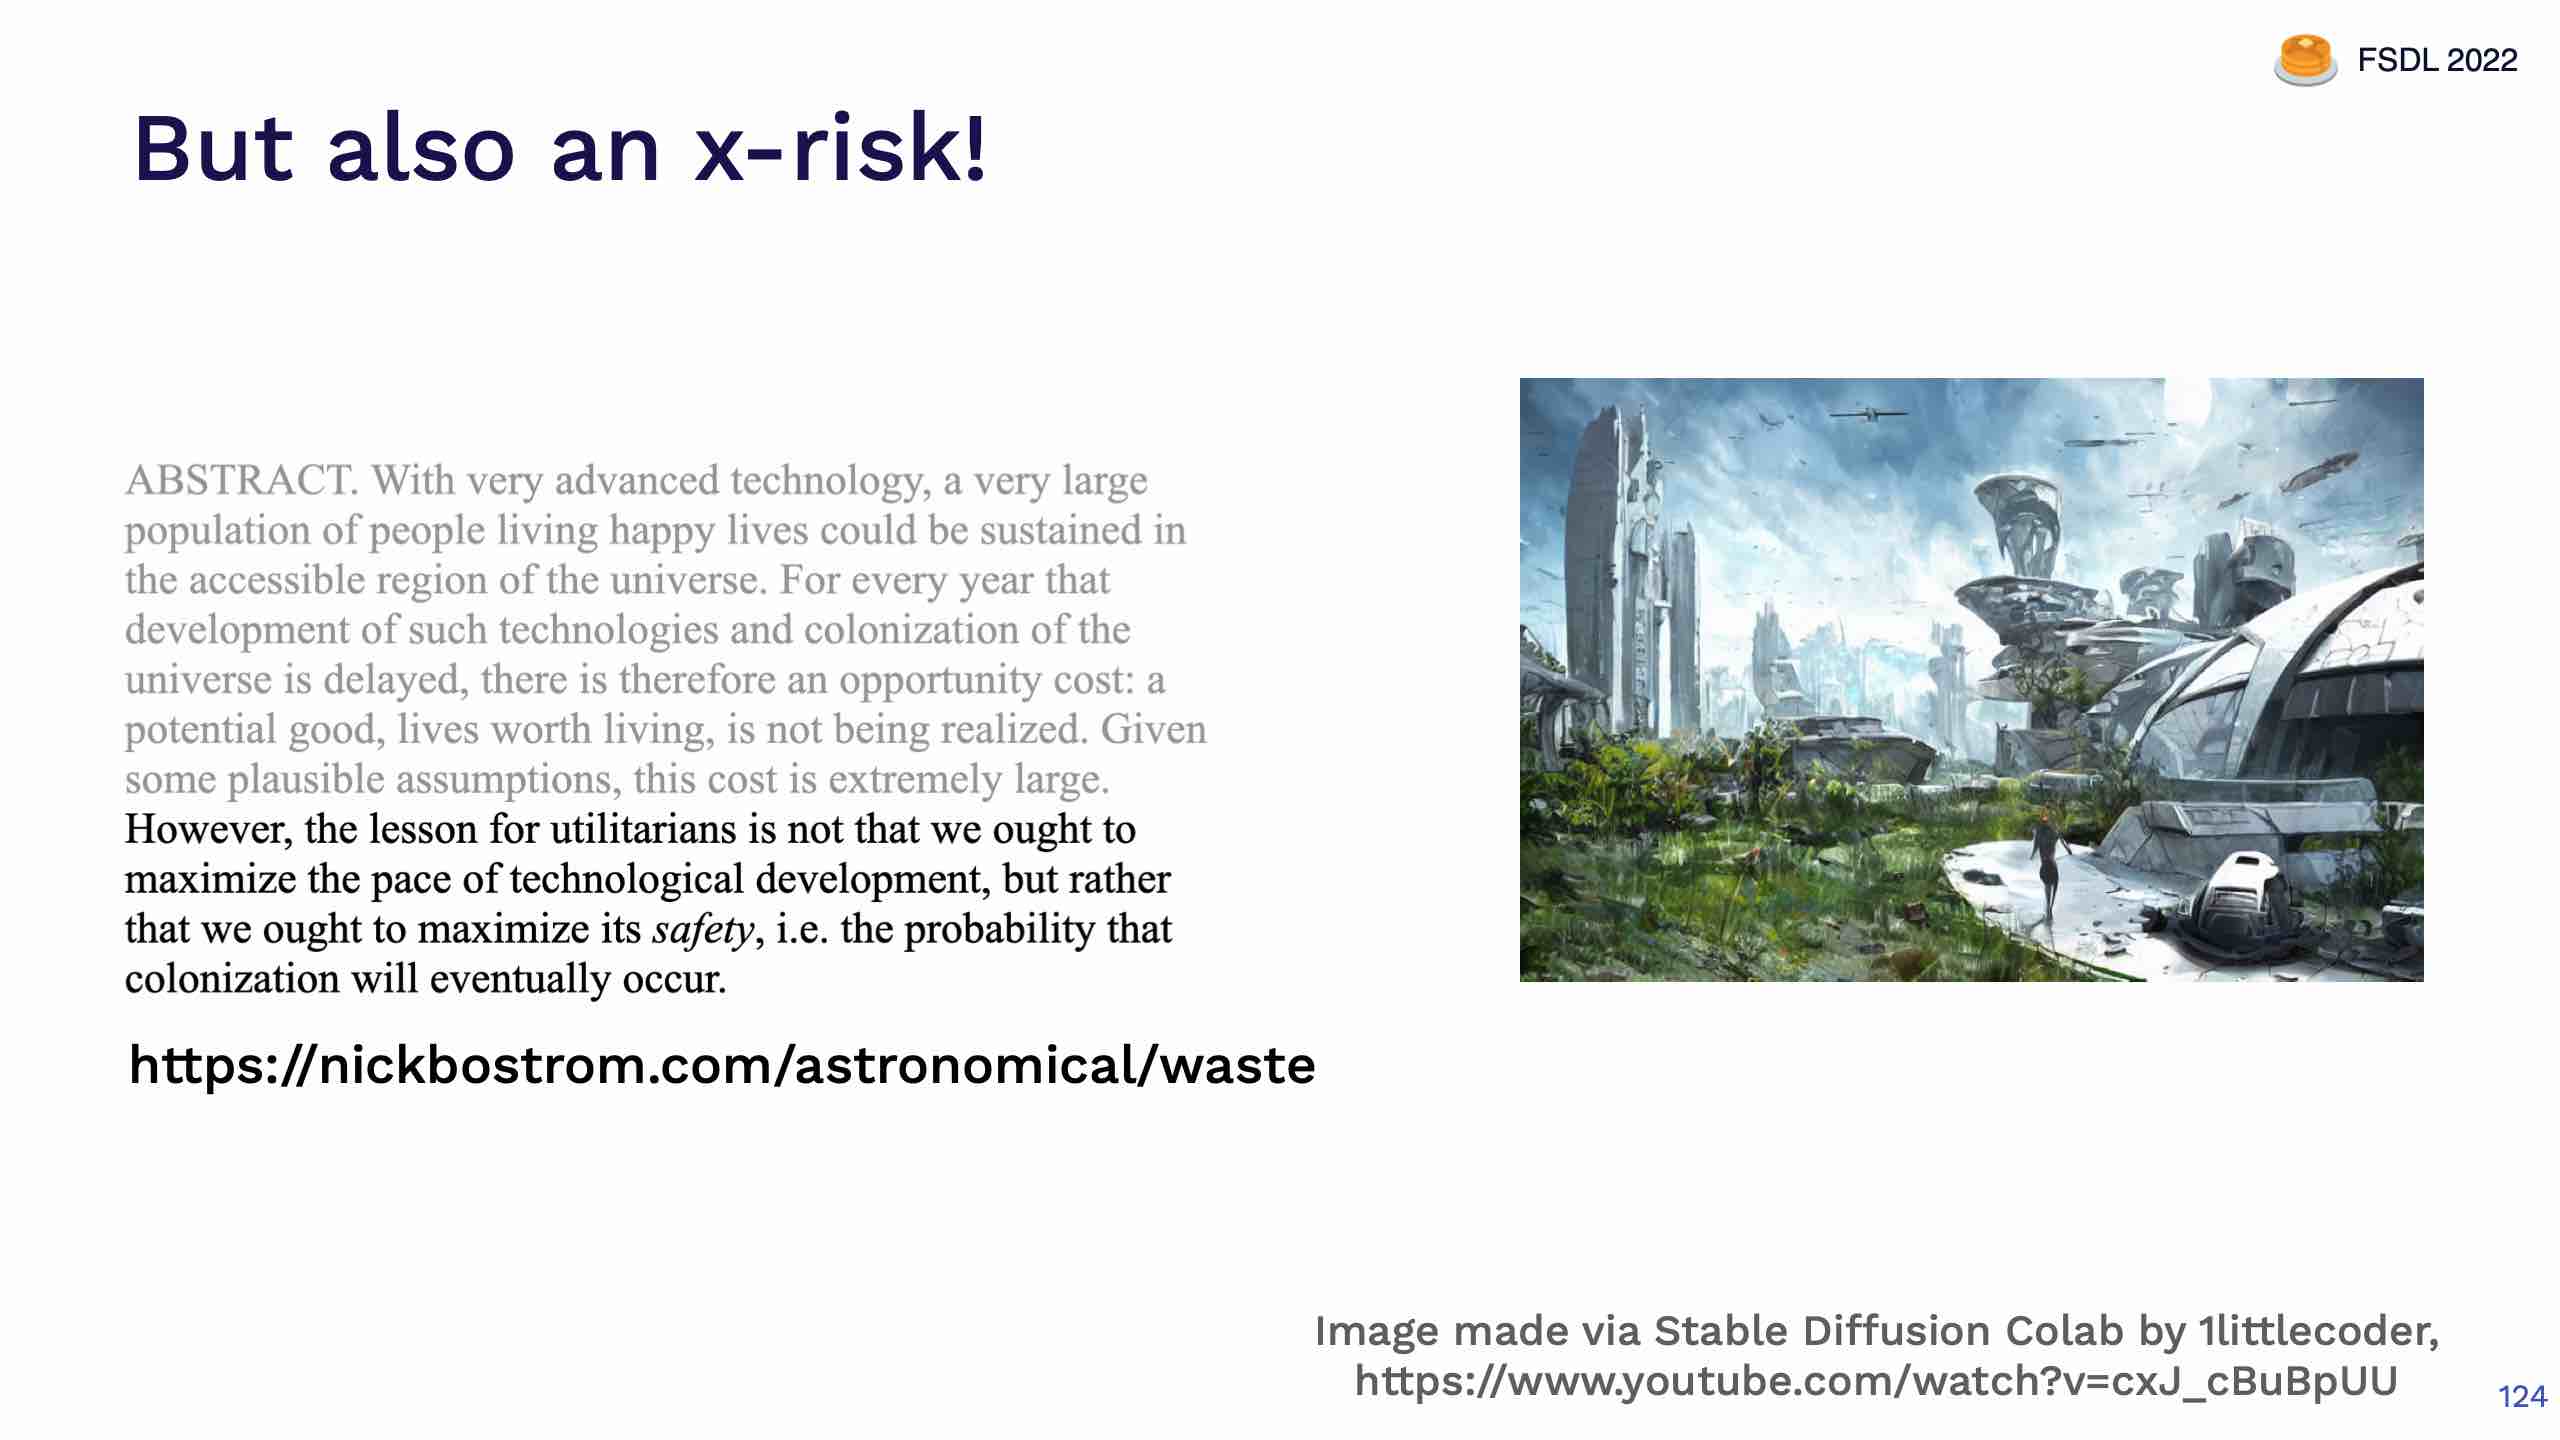 FSDL 2022
But also an x-risk!
ABSTRACT. With very advanced technology, a very large
population of people living happy lives could be sustained in
the accessible region of the universe. For every year that
development of such technologies and colonization of the
universe is delayed, there is therefore an opportunity cost: a
potential good, lives worth living, is not being realized. Given
some plausible assumptions, this cost is extremely large.
However, the lesson for utilitarians is not that we ought to
maximize the pace of technological development, but rather
that we ought to maximize its safety, i.e. the probability that
colonization will eventually occur.
https://nickbostrom.com/astronomical/waste
Image made via Stable Diffusion Colab by 1littlecoder,
https://www.youtube.com/watch?v=cxJ_cBuBpUU
124